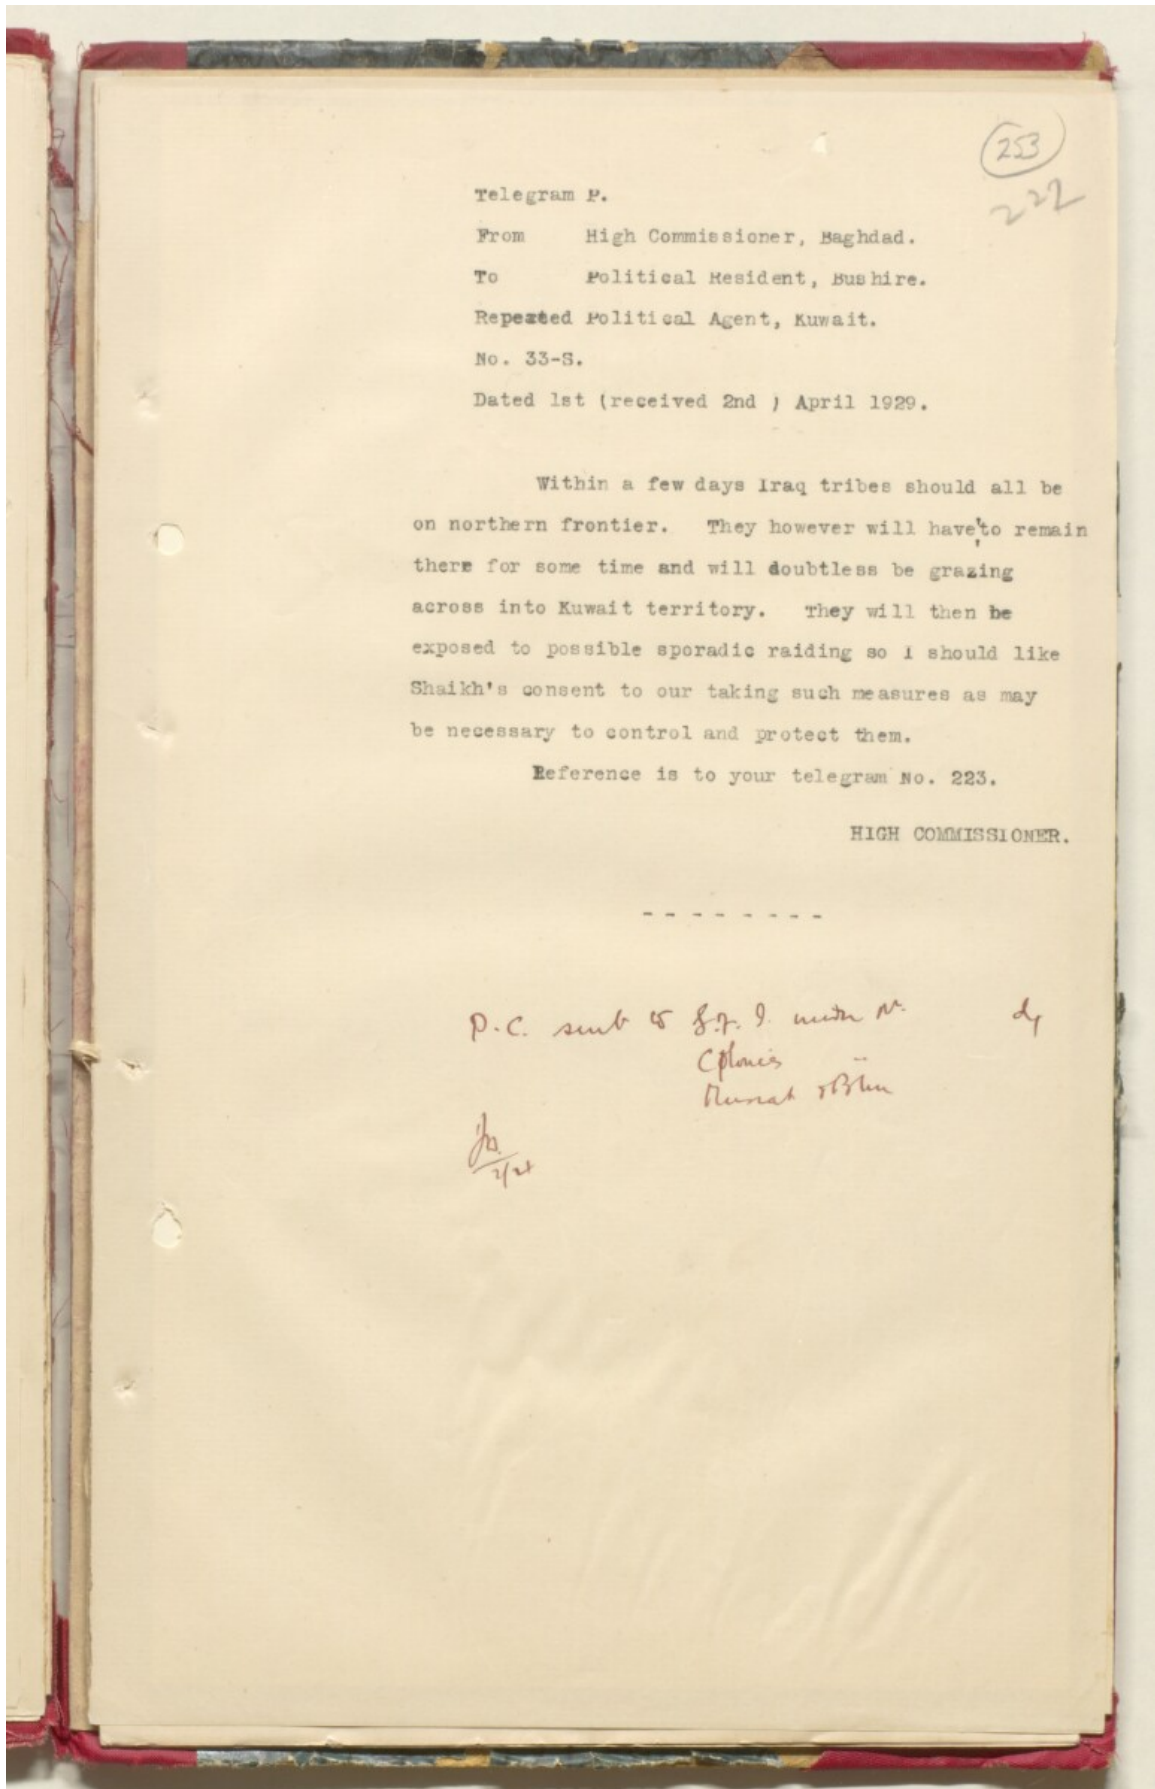 253
222
Telegram P.
From High Commissioner, Baghdad.
To Political Resident, Bushire.
Repeated Political Agent, Kuwait.
No. 33-S.
Dated 1st (received 2nd ) April 1929.
Within a few days Iraq tribes should all be
on northern frontier. They however will have to remain
there for some time and will doubtless be grazing
across into Kuwait territory. They will then be
exposed to possible sporadic raiding so I should like
Shaikh's consent to our taking such measures as may
be necessary to control and protect them.
Reference is to your telegram No. 223.
HIGH COMMISSIONER.
- - - - - - - -
P.C. sent to
Colonies